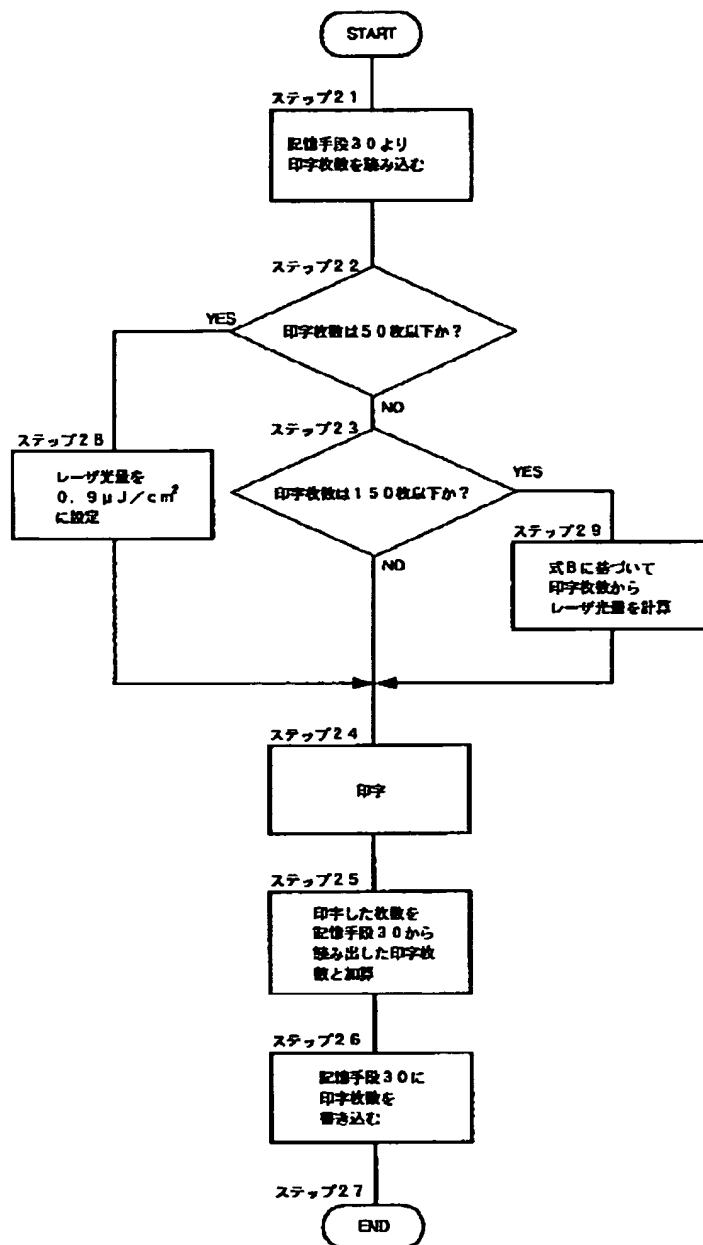 START
ステップ21
記憶手段30より
印字枚数を読み込む
ステップ22
YES
印字枚数は50枚以下か?
NO
ステップ28
レーザ光量を
0.9μJ/cm²
に設定
ステップ23
YES
印字枚数は150枚以下か?
NO
ステップ29
式Bに基づいて
印字枚数から
レーザ光量を計算
ステップ24
印字
ステップ25
印字した枚数を
記憶手段30から
読み出した印字枚
数と加算
ステップ26
記憶手段30に
印字枚数を
書き込む
ステップ27
END